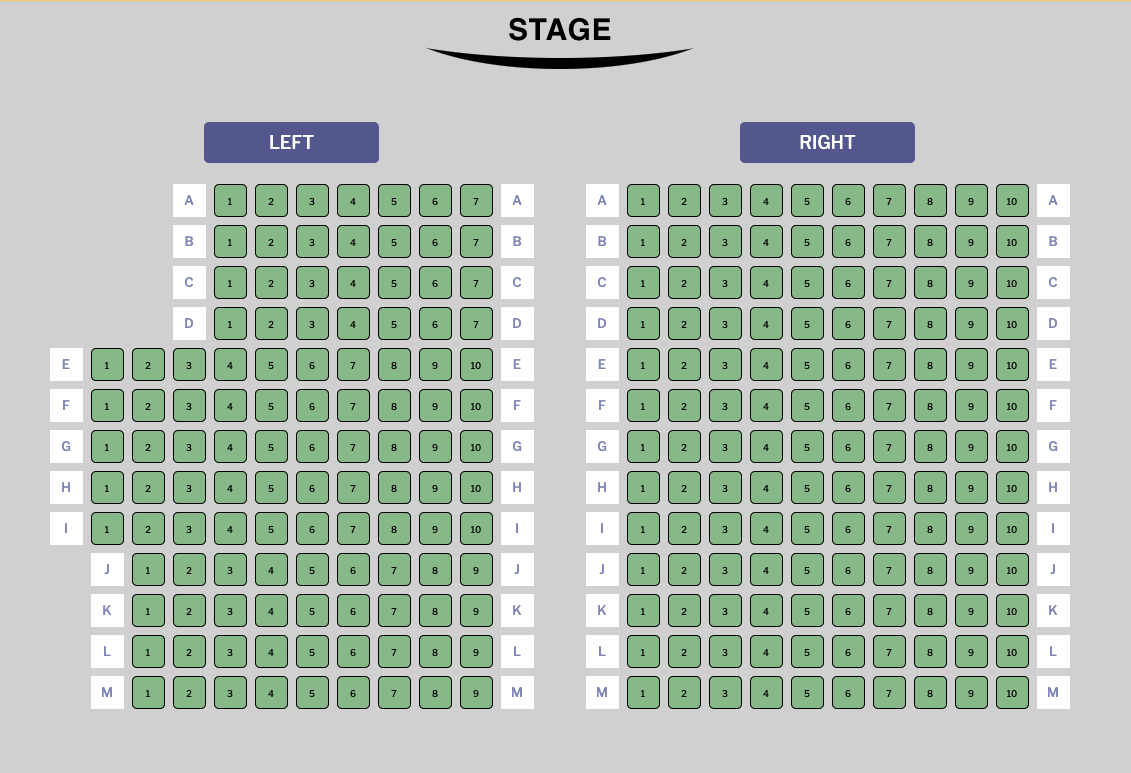 STAGE
LEFT RIGHT
A 1 2 3 4 5 6 7 A A 1 2 3 4 5 6 7 8 9 10 A
B 1 2 3 4 5 6 7 B B 1 2 3 4 5 6 7 8 9 10 B
C 1 2 3 4 5 6 7 C C 1 2 3 4 5 6 7 8 9 10 C
D 1 2 3 4 5 6 7 D D 1 2 3 4 5 6 7 8 9 10 D
E 1 2 3 4 5 6 7 8 9 10 E E 1 2 3 4 5 6 7 8 9 10 E
F 1 2 3 4 5 6 7 8 9 10 F F 1 2 3 4 5 6 7 8 9 10 F
G 1 2 3 4 5 6 7 8 9 10 G G 1 2 3 4 5 6 7 8 9 10 G
H 1 2 3 4 5 6 7 8 9 10 H H 1 2 3 4 5 6 7 8 9 10 H
I 1 2 3 4 5 6 7 8 9 10 I I 1 2 3 4 5 6 7 8 9 10 I
J 1 2 3 4 5 6 7 8 9 J J 1 2 3 4 5 6 7 8 9 10 J
K 1 2 3 4 5 6 7 8 9 K K 1 2 3 4 5 6 7 8 9 10 K
L 1 2 3 4 5 6 7 8 9 L L 1 2 3 4 5 6 7 8 9 10 L
M 1 2 3 4 5 6 7 8 9 M M 1 2 3 4 5 6 7 8 9 10 M